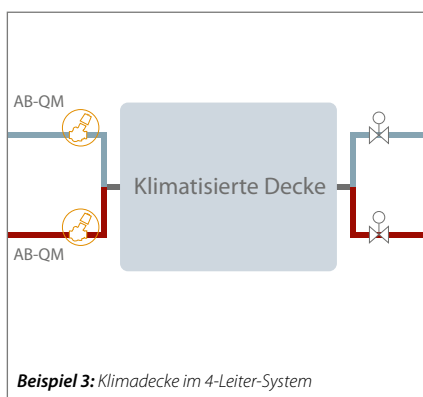 AB-QM
Klimatisierte Decke
AB-QM
Beispiel 3: Klimadecke im 4-Leiter-System